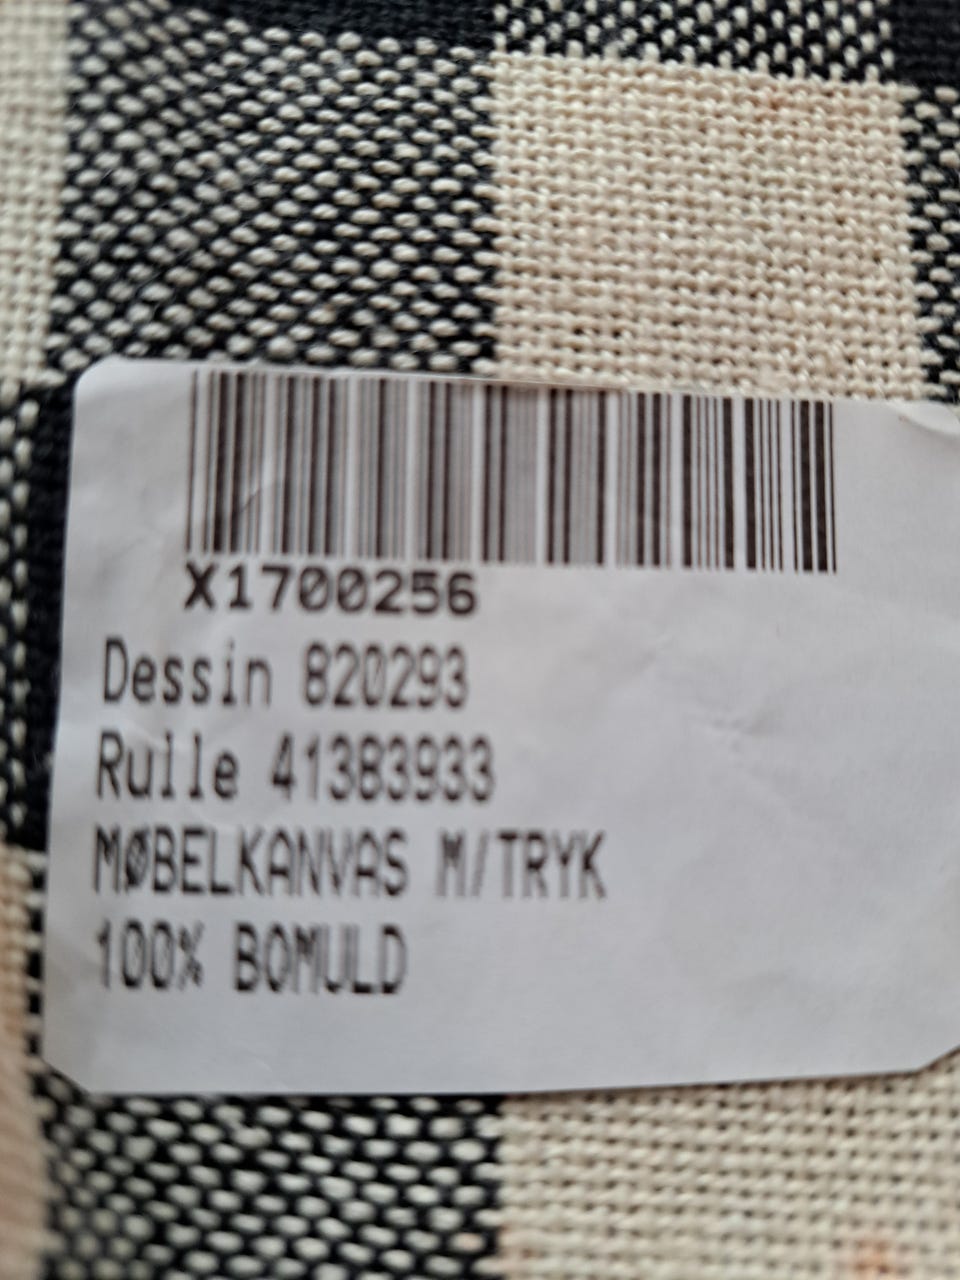 X1700256
Dessin 820293
Rulle 41383933
MØBELKANVAS M/TRYK
100% BOMULD